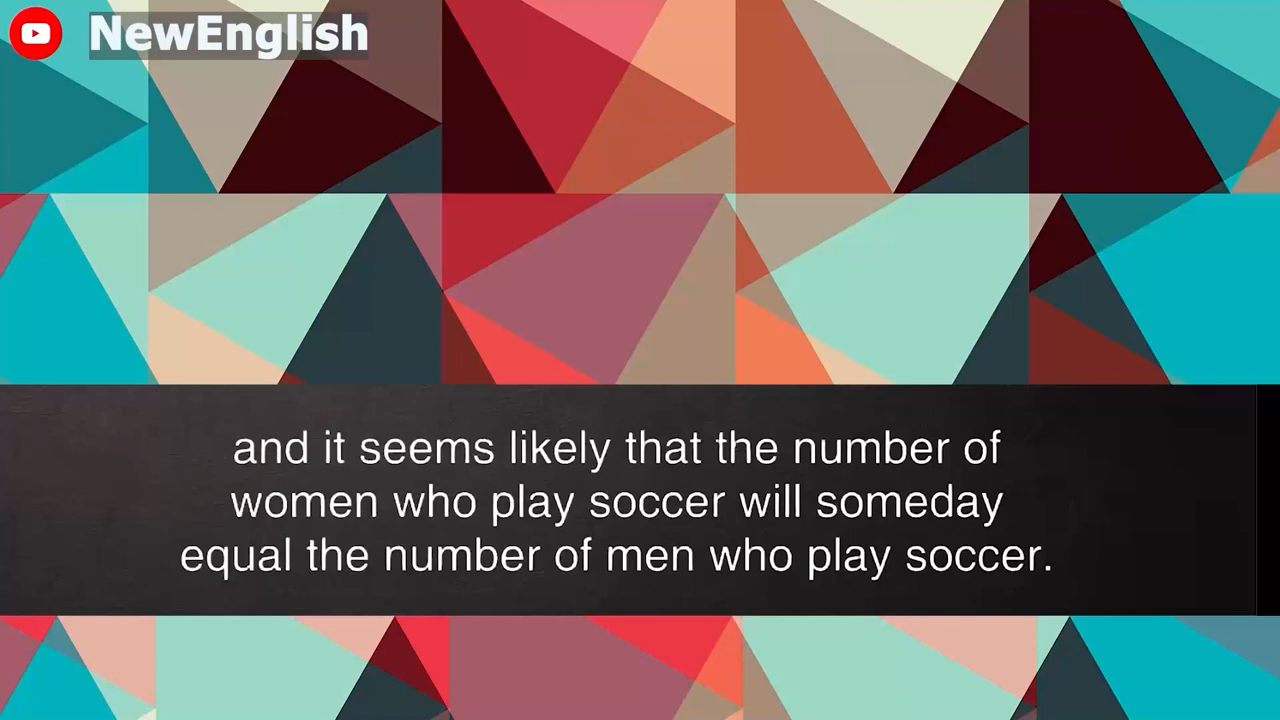 NewEnglish
and it seems likely that the number of
women who play soccer will someday
equal the number of men who play soccer.